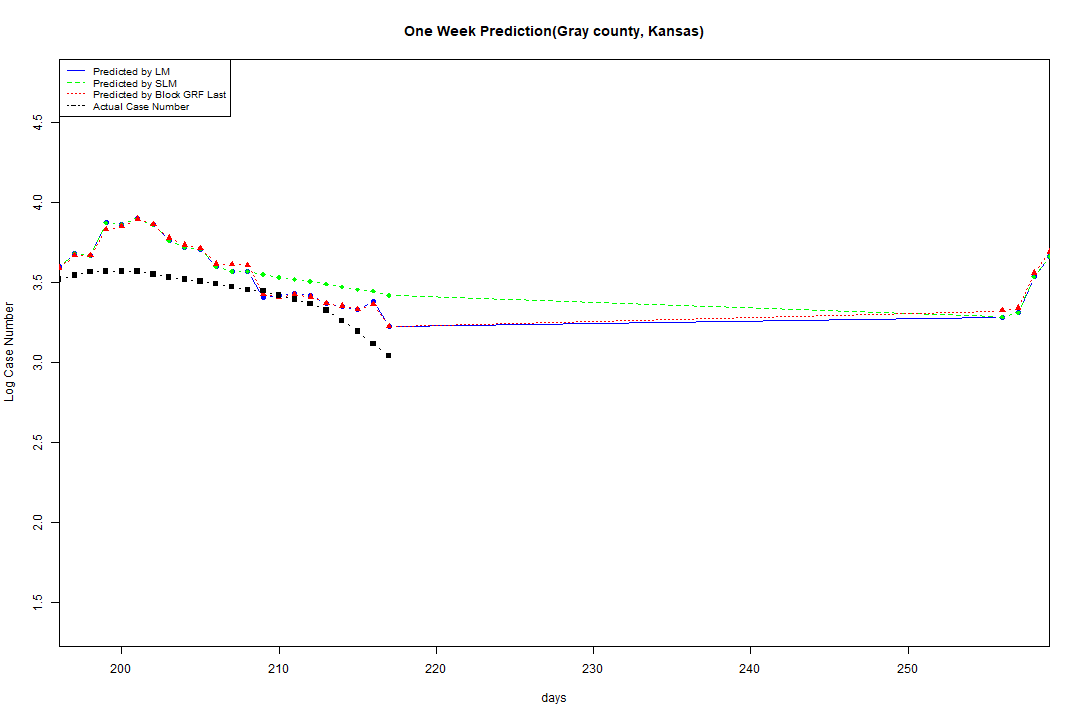 One Week Prediction(Gray county, Kansas)
Predicted by LM
Predicted by SLM
Predicted by Block GRF Last
Actual Case Number
4.5
4.0
3.5
3.0
2.5
2.0
1.5
Log Case Number
200 210 220 230 240 250
days